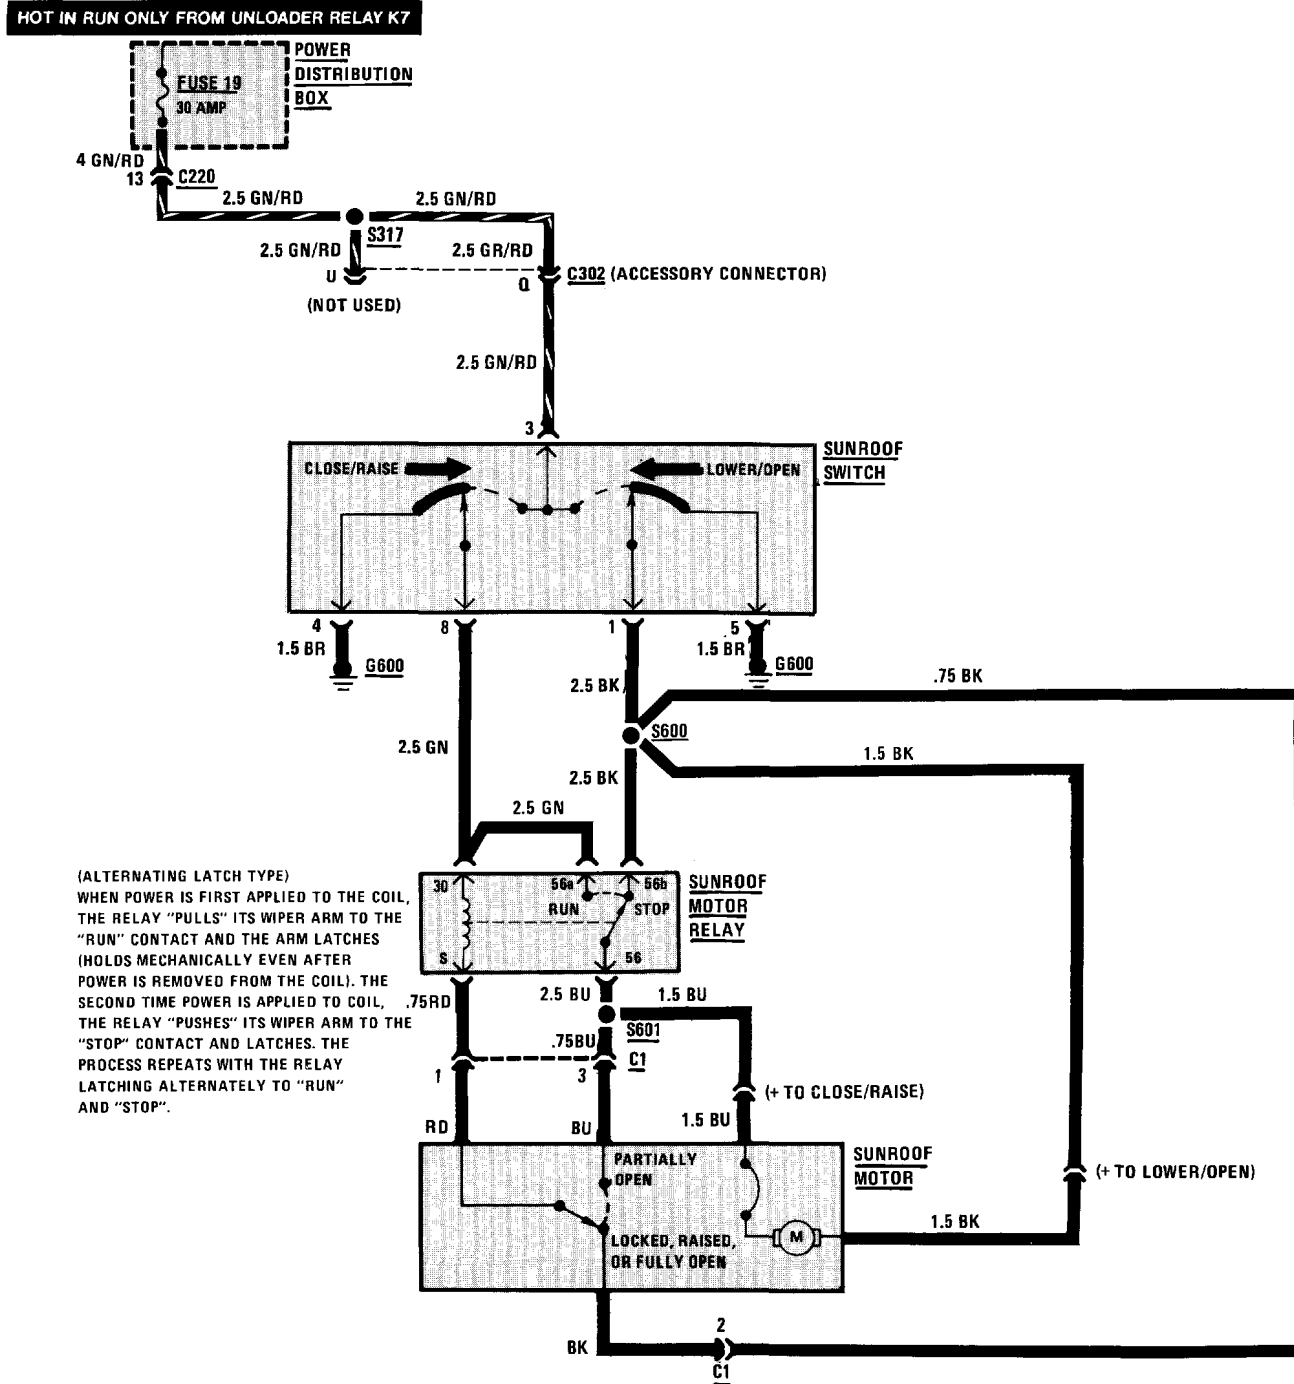 HOT IN RUN ONLY FROM UNLOADER RELAY K7
POWER
DISTRIBUTION
BOX
FUSE 19
30 AMP
4 GN/RD
13
C220
2.5 GN/RD
2.5 GN/RD
S317
2.5 GN/RD
2.5 GR/RD
U
Q
C302 (ACCESSORY CONNECTOR)
(NOT USED)
2.5 GN/RD
3
SUNROOF
SWITCH
CLOSE/RAISE
LOWER/OPEN
4
8
1
5
1.5 BR
G600
1.5 BR
G600
2.5 BK
.75 BK
S600
2.5 GN
1.5 BK
2.5 BK
2.5 GN
(ALTERNATING LATCH TYPE)
WHEN POWER IS FIRST APPLIED TO THE COIL,
THE RELAY "PULLS" ITS WIPER ARM TO THE
"RUN" CONTACT AND THE ARM LATCHES
(HOLDS MECHANICALLY EVEN AFTER
POWER IS REMOVED FROM THE COIL). THE
SECOND TIME POWER IS APPLIED TO COIL,
THE RELAY "PUSHES" ITS WIPER ARM TO THE
"STOP" CONTACT AND LATCHES. THE
PROCESS REPEATS WITH THE RELAY
LATCHING ALTERNATELY TO "RUN"
AND "STOP".
30
56a
56b
RUN
STOP
S
56
SUNROOF
MOTOR
RELAY
.75RD
2.5 BU
1.5 BU
S601
.75BU
C1
1
3
(+ TO CLOSE/RAISE)
RD
BU
1.5 BU
PARTIALLY
OPEN
SUNROOF
MOTOR
(+ TO LOWER/OPEN)
LOCKED, RAISED,
OR FULLY OPEN
M
1.5 BK
BK
2
C1